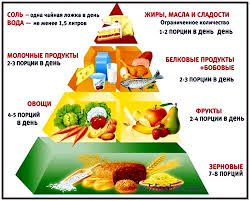 СОЛЬ – одна чайная ложка в день
ВОДА – не менее 1,5 литров
ЖИРЫ, МАСЛА И СЛАДОСТИ
Ограниченное количество
1-2 ПОРЦИИ В ДЕНЬ ДЕНЬ
МОЛОЧНЫЕ ПРОДУКТЫ
2-3 ПОРЦИИ В ДЕНЬ
БЕЛКОВЫЕ ПРОДУКТЫ
+БОБОВЫЕ
2-3 ПОРЦИИ В ДЕНЬ
ОВОЩИ
4-5 ПОРЦИЙ
В ДЕНЬ
ФРУКТЫ
2-4 ПОРЦИИ В ДЕНЬ
ЗЕРНОВЫЕ
7-8 ПОРЦИЙ